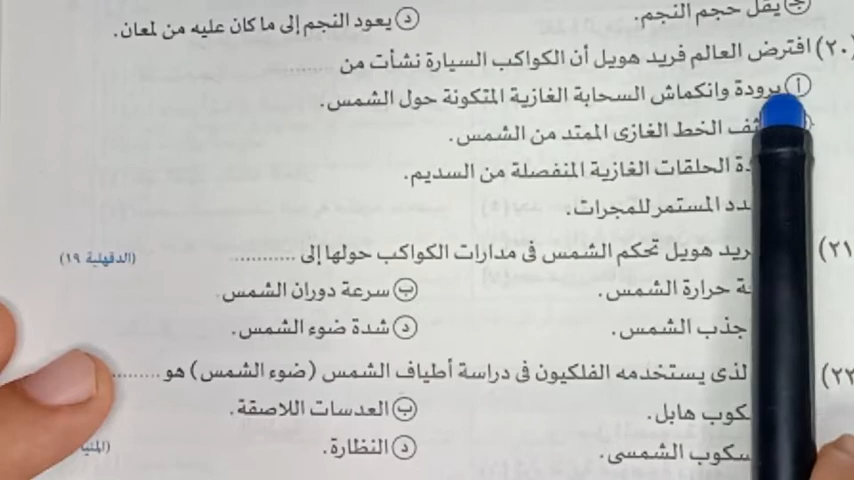 ج يقل حجم النجم. د يعود النجم إلى ما كان عليه من لمعان.
(٢٠) افترض العالم فريد هويل أن الكواكب السيارة نشأت من ..........
أ برودة وانكماش السحابة الغازية المتكونة حول الشمس.
الخط الغازى الممتد من الشمس.
الحلقات الغازية المنفصلة من السديم.
المستمر للمجرات.
(٢١) هويل تحكم الشمس فى مدارات الكواكب حولها إلى ............ (الدقهلية ١٩)
حرارة الشمس. ب سرعة دوران الشمس.
جذب الشمس. د شدة ضوء الشمس.
(٢٢) يستخدمه الفلكيون فى دراسة أطياف الشمس (ضوء الشمس) هو .........
هابل. ب العدسات اللاصقة.
الشمسى. د النظارة.